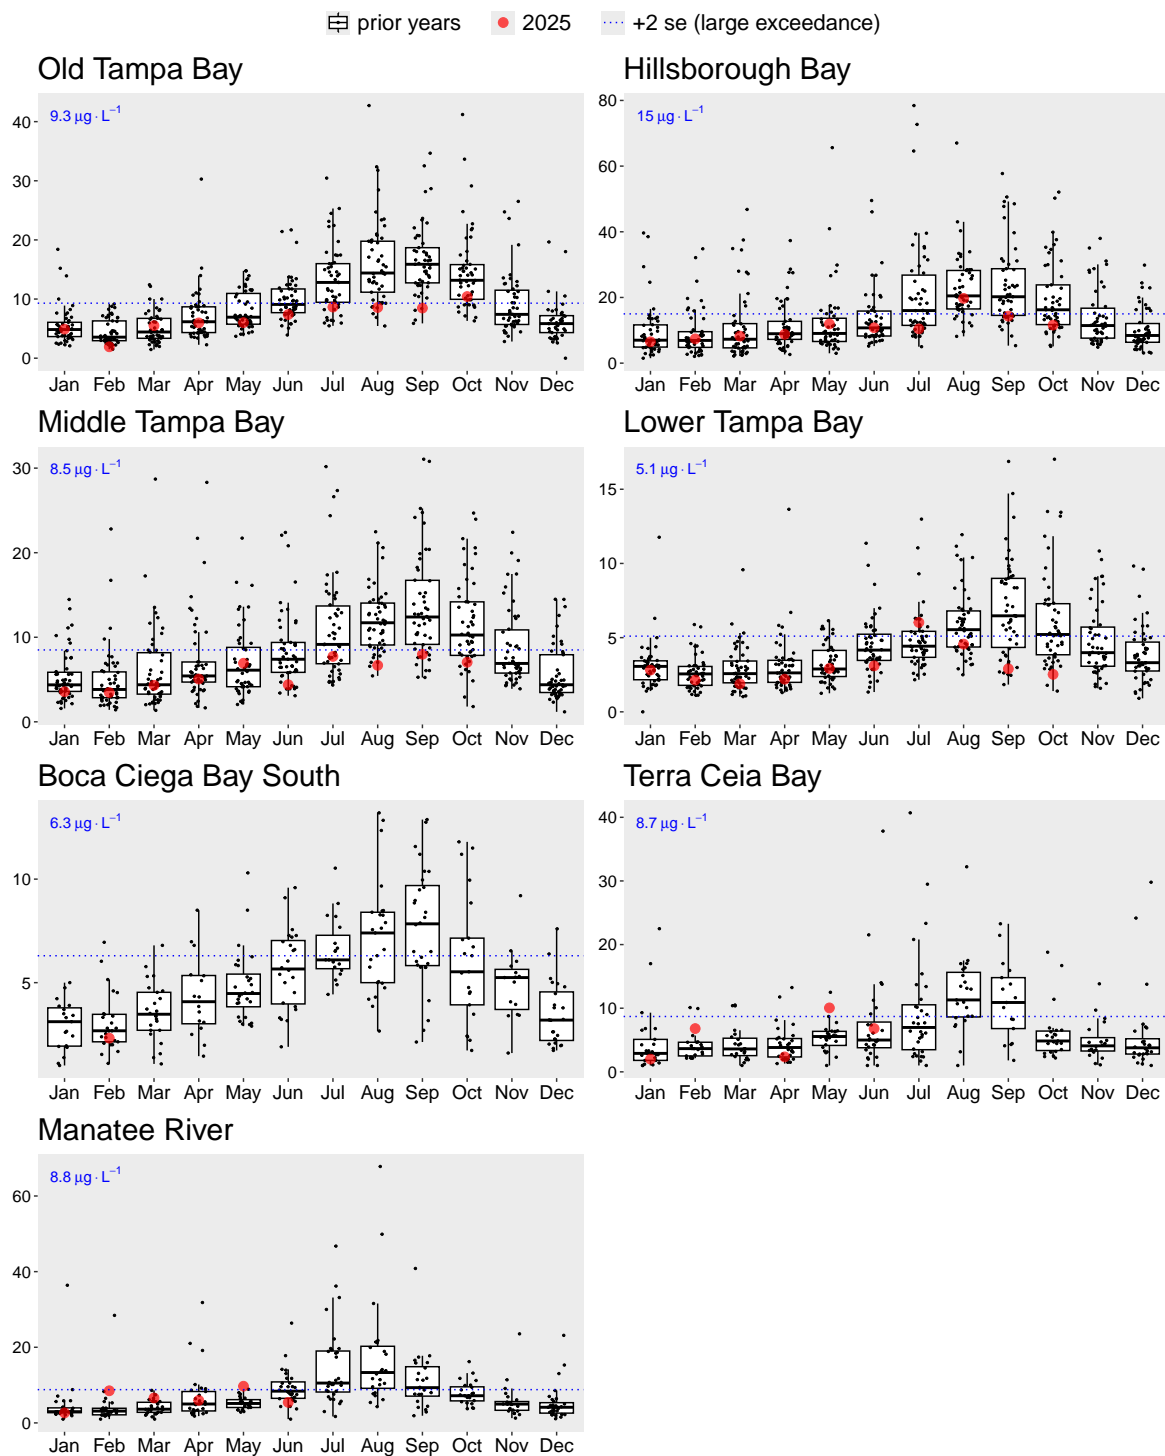 prior years 2025 +2 se (large exceedance)
Old Tampa Bay Hillsborough Bay
9.3 µg · L⁻¹ 15 µg · L⁻¹
40 30 20 10 0
80 60 40 20 0
Jan Feb Mar Apr May Jun Jul Aug Sep Oct Nov Dec Jan Feb Mar Apr May Jun Jul Aug Sep Oct Nov Dec
Middle Tampa Bay Lower Tampa Bay
8.5 µg · L⁻¹ 5.1 µg · L⁻¹
30 20 10 0
15 10 5 0
Jan Feb Mar Apr May Jun Jul Aug Sep Oct Nov Dec Jan Feb Mar Apr May Jun Jul Aug Sep Oct Nov Dec
Boca Ciega Bay South Terra Ceia Bay
6.3 µg · L⁻¹ 8.7 µg · L⁻¹
10 5
40 30 20 10 0
Jan Feb Mar Apr May Jun Jul Aug Sep Oct Nov Dec Jan Feb Mar Apr May Jun Jul Aug Sep Oct Nov Dec
Manatee River
8.8 µg · L⁻¹
60 40 20 0
Jan Feb Mar Apr May Jun Jul Aug Sep Oct Nov Dec